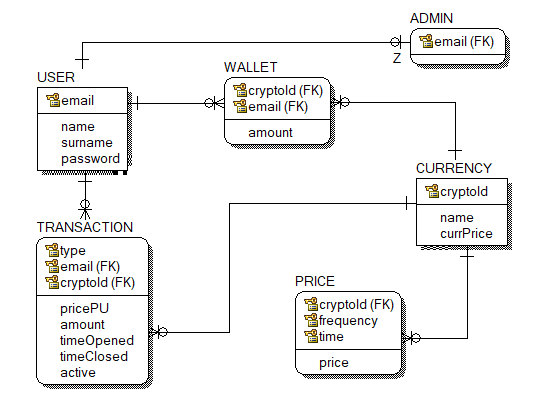 ADMIN
email (FK)
Z
USER
email
name
surname
password
WALLET
cryptoId (FK)
email (FK)
amount
CURRENCY
cryptoId
name
currPrice
TRANSACTION
type
email (FK)
cryptoId (FK)
pricePU
amount
timeOpened
timeClosed
active
PRICE
cryptoId (FK)
frequency
time
price